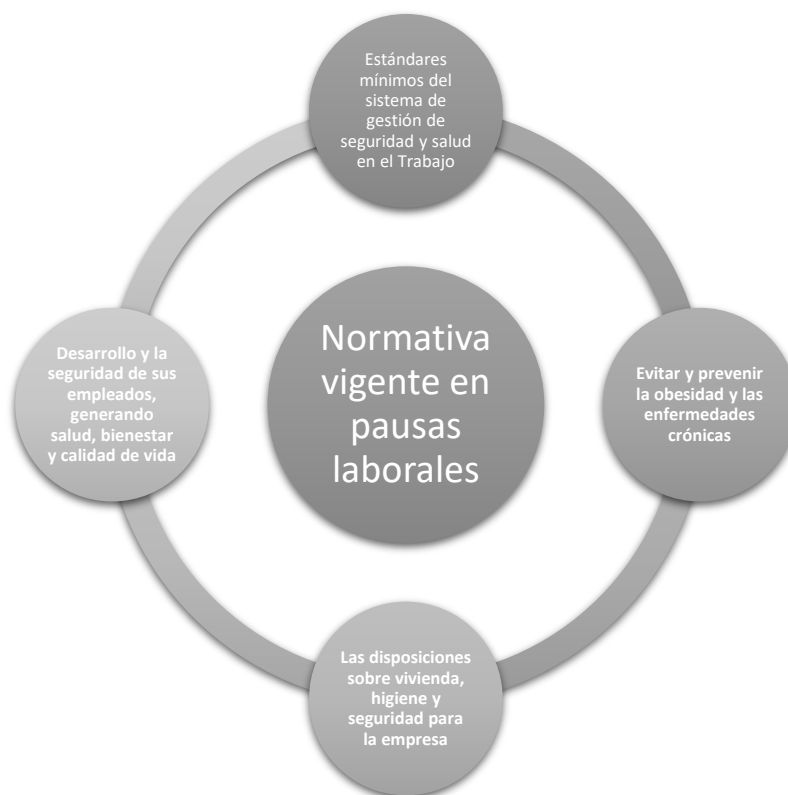 Estándares
mínimos del
sistema de
gestión de
seguridad y salud
en el Trabajo
Normativa
vigente en
pausas
laborales
Desarrollo y la
seguridad de sus
empleados,
generando
salud, bienestar
y calidad de vida
Evitar y prevenir
la obesidad y las
enfermedades
crónicas
Las disposiciones
sobre vivienda,
higiene y
seguridad para
la empresa